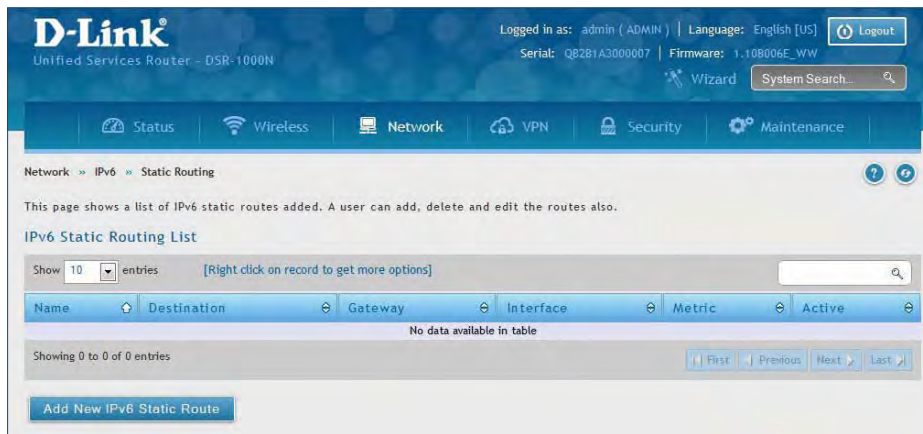 D-Link®
Unified Services Router - DSR-1000N
Logged in as: admin ( ADMIN ) | Language: English [US]
Logout
Serial: QB2B1A3000007 | Firmware: 1.10B006E_WW
Wizard
System Search...
Status
Wireless
Network
VPN
Security
Maintenance
Network » IPv6 » Static Routing
This page shows a list of IPv6 static routes added. A user can add, delete and edit the routes also.
IPv6 Static Routing List
Show 10 entries [Right click on record to get more options]
Name Destination Gateway Interface Metric Active
No data available in table
Showing 0 to 0 of 0 entries
First Previous Next Last
Add New IPv6 Static Route